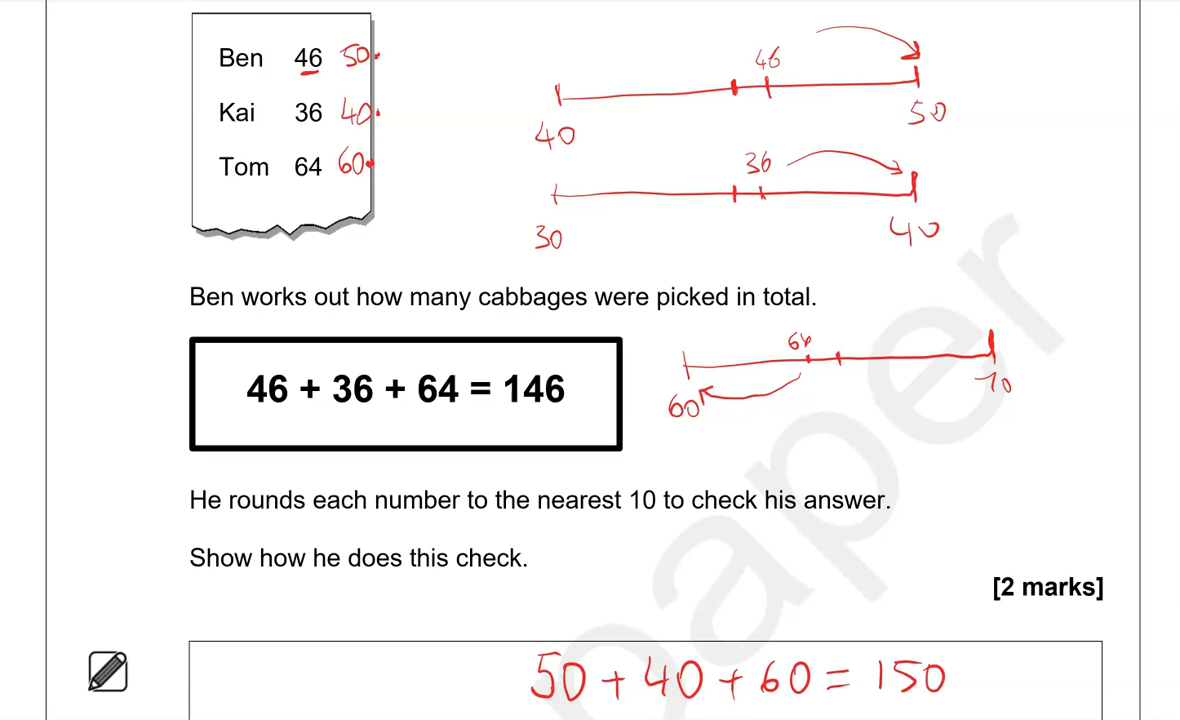 Ben 46 50
46
Kai 36 40
40 50
Tom 64 60
36
30 40
Ben works out how many cabbages were picked in total.
64
46 + 36 + 64 = 146
60 70
He rounds each number to the nearest 10 to check his answer.
Show how he does this check.
[2 marks]
50 + 40 + 60 = 150
paper